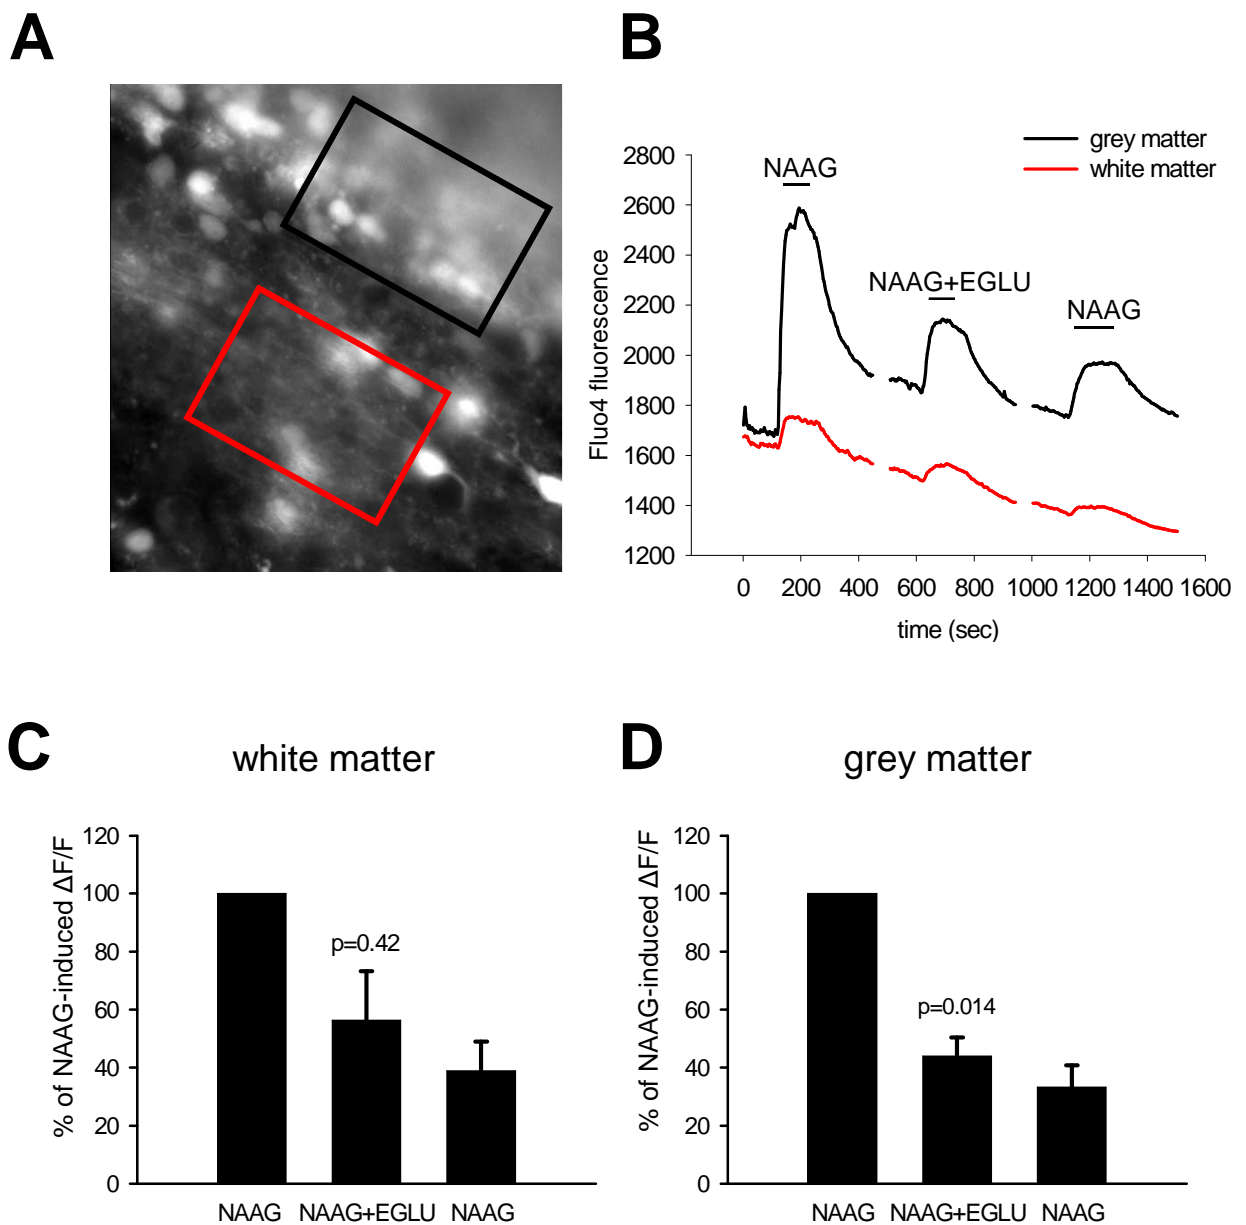 A
B
grey matter
white matter
NAAG
NAAG+EGLU
NAAG
Fluo4 fluorescence
2800
2600
2400
2200
2000
1800
1600
1400
1200
0 200 400 600 800 1000 1200 1400 1600
time (sec)
C
white matter
% of NAAG-induced ΔF/F
120
100
80
60
40
20
0
p=0.42
NAAG NAAG+EGLU NAAG
D
grey matter
% of NAAG-induced ΔF/F
120
100
80
60
40
20
0
p=0.014
NAAG NAAG+EGLU NAAG